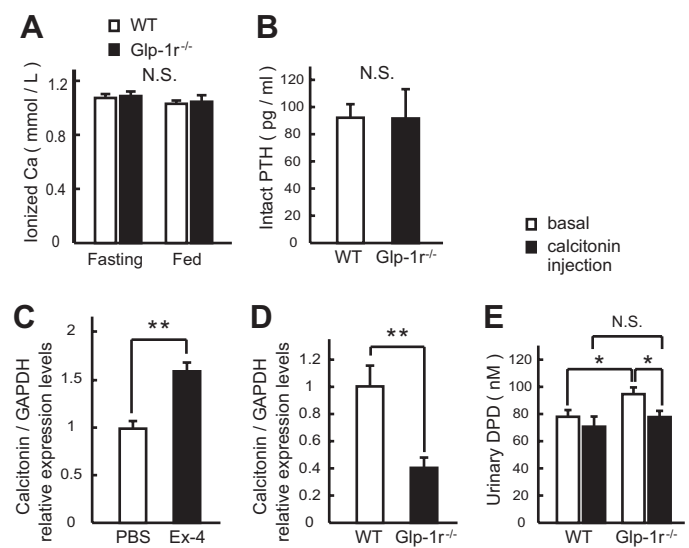 A
WT
Glp-1r-/-
N.S.
Ionized Ca ( mmol / L )
1.2
0.8
0.4
0
Fasting Fed
B
N.S.
Intact PTH ( pg / ml )
120
100
80
60
40
20
0
WT Glp-1r-/-
basal
calcitonin
injection
C
**
Calcitonin / GAPDH
relative expression levels
2
1.5
1
0.5
0
PBS Ex-4
D
**
Calcitonin / GAPDH
relative expression levels
1.2
1
0.8
0.6
0.4
0.2
0
WT Glp-1r-/-
E
N.S.
* *
Urinary DPD ( nM )
120
100
80
60
40
20
0
WT Glp-1r-/-